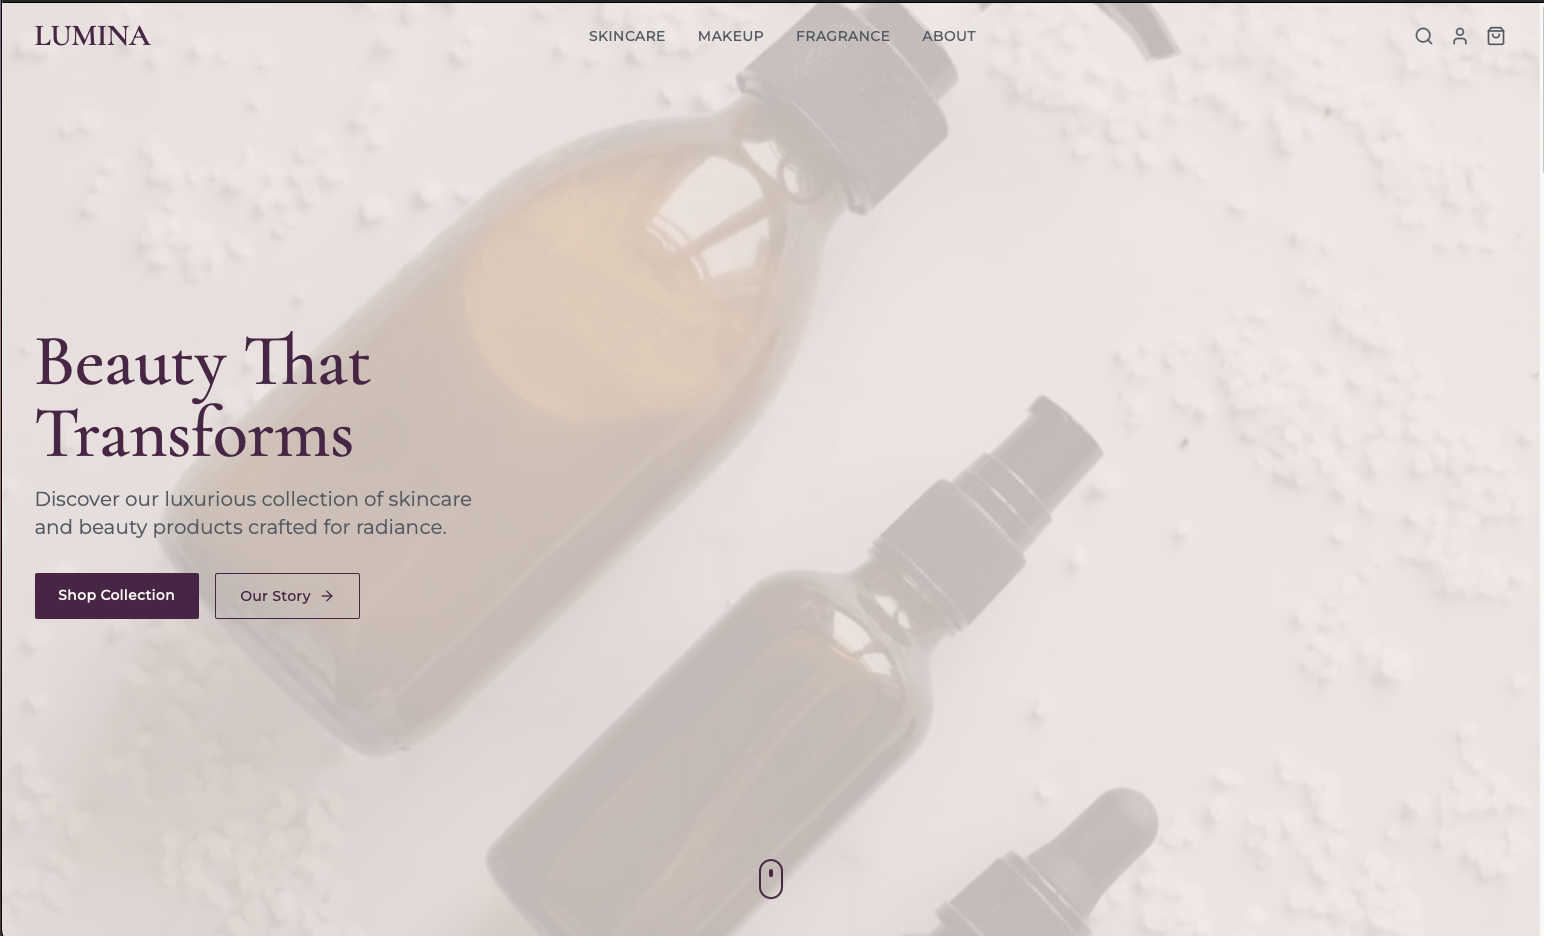 LUMINA
SKINCARE
MAKEUP
FRAGRANCE
ABOUT
Beauty That
Transforms
Discover our luxurious collection of skincare
and beauty products crafted for radiance.
Shop Collection
Our Story